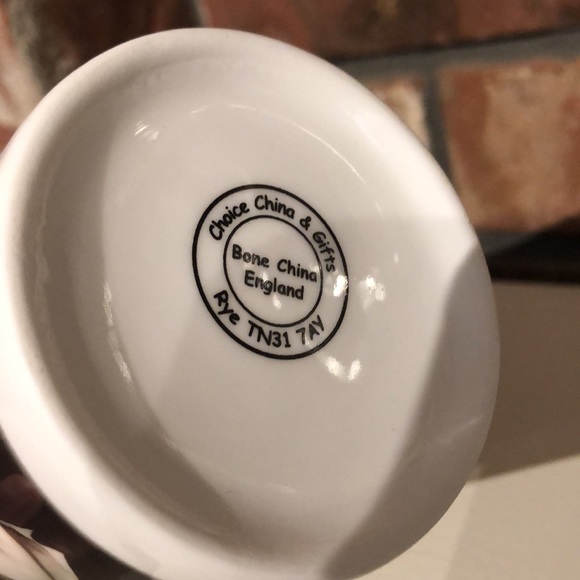 Choice China & Gifts
Bone China
England
Rye TN31 7AY